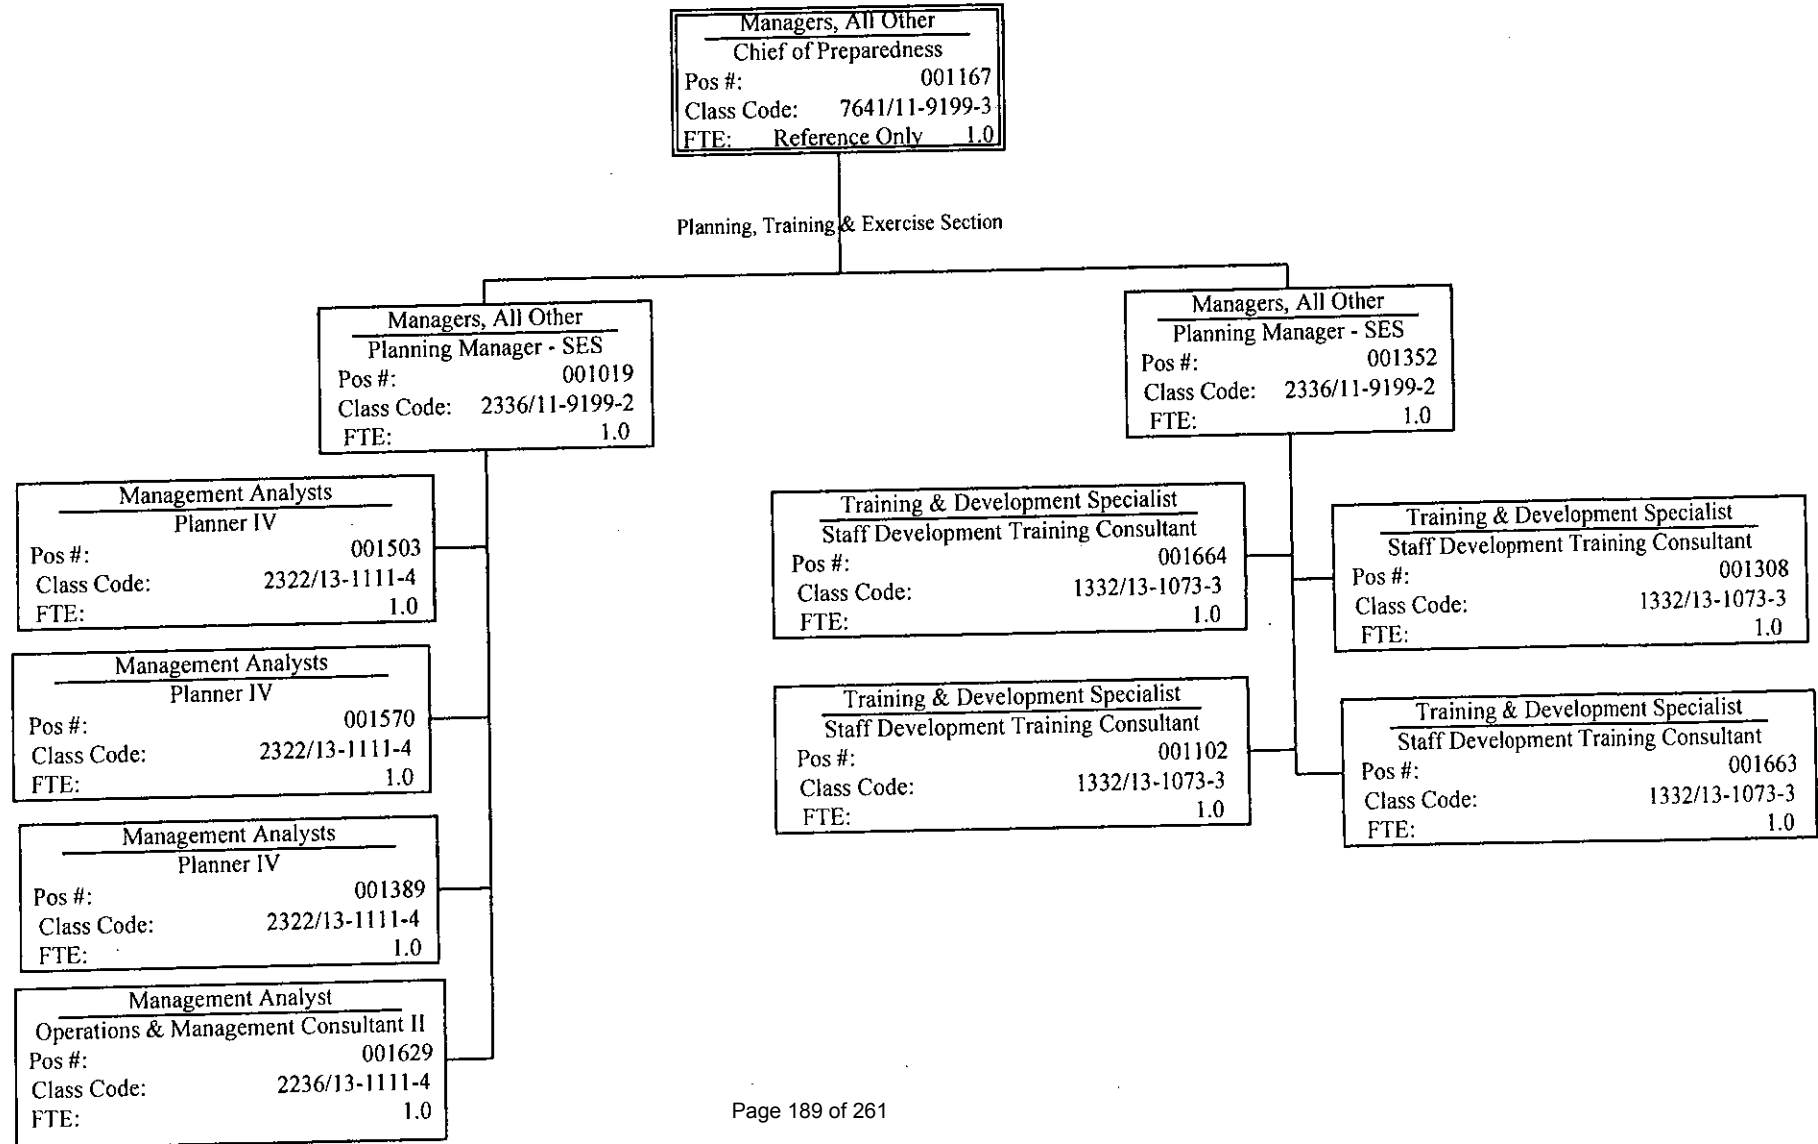 Managers, All Other
Chief of Preparedness
Pos #: 001167
Class Code: 7641/11-9199-3
FTE: Reference Only 1.0
Planning, Training & Exercise Section
Managers, All Other
Planning Manager - SES
Pos #: 001019
Class Code: 2336/11-9199-2
FTE: 1.0
Managers, All Other
Planning Manager - SES
Pos #: 001352
Class Code: 2336/11-9199-2
FTE: 1.0
Management Analysts
Planner IV
Pos #: 001503
Class Code: 2322/13-1111-4
FTE: 1.0
Management Analysts
Planner IV
Pos #: 001570
Class Code: 2322/13-1111-4
FTE: 1.0
Management Analysts
Planner IV
Pos #: 001389
Class Code: 2322/13-1111-4
FTE: 1.0
Management Analyst
Operations & Management Consultant II
Pos #: 001629
Class Code: 2236/13-1111-4
FTE: 1.0
Training & Development Specialist
Staff Development Training Consultant
Pos #: 001664
Class Code: 1332/13-1073-3
FTE: 1.0
Training & Development Specialist
Staff Development Training Consultant
Pos #: 001308
Class Code: 1332/13-1073-3
FTE: 1.0
Training & Development Specialist
Staff Development Training Consultant
Pos #: 001102
Class Code: 1332/13-1073-3
FTE: 1.0
Training & Development Specialist
Staff Development Training Consultant
Pos #: 001663
Class Code: 1332/13-1073-3
FTE: 1.0
Page 189 of 261